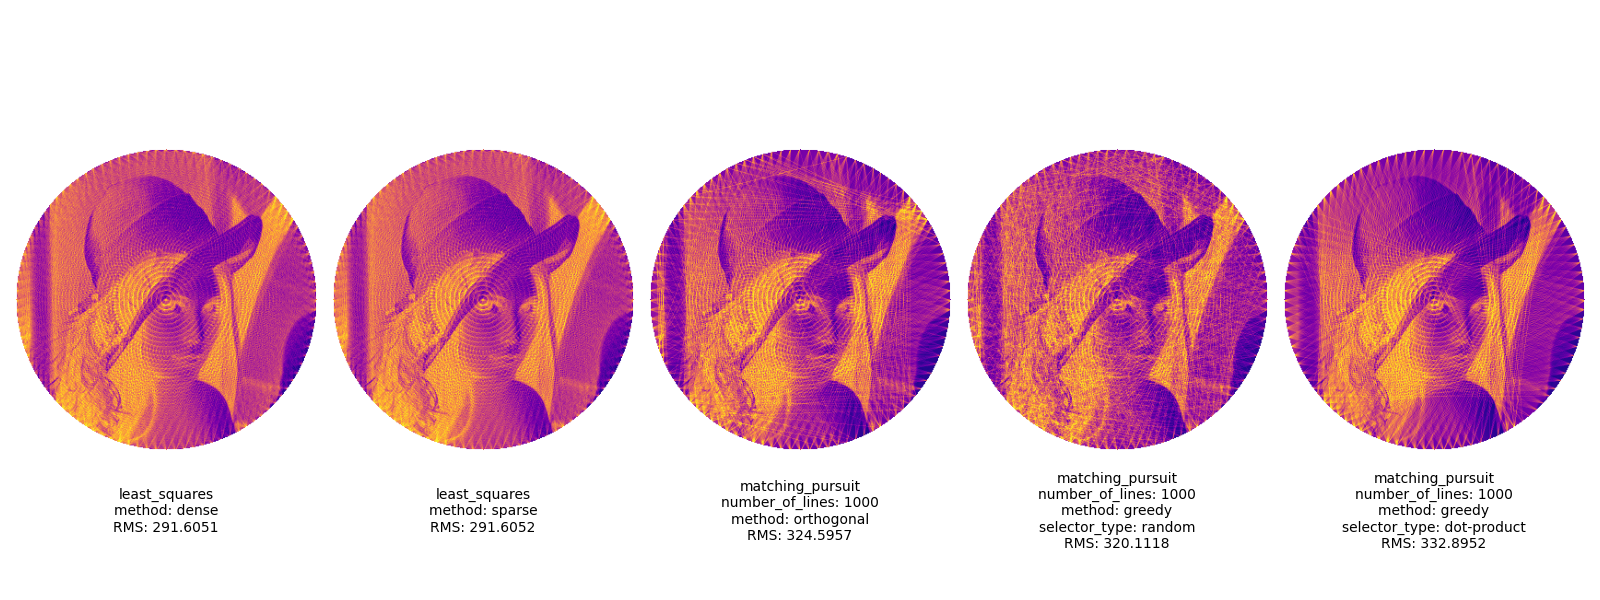 least_squares
method: dense
RMS: 291.6051
least_squares
method: sparse
RMS: 291.6052
matching_pursuit
number_of_lines: 1000
method: orthogonal
RMS: 324.5957
matching_pursuit
number_of_lines: 1000
method: greedy
selector_type: random
RMS: 320.1118
matching_pursuit
number_of_lines: 1000
method: greedy
selector_type: dot-product
RMS: 332.8952